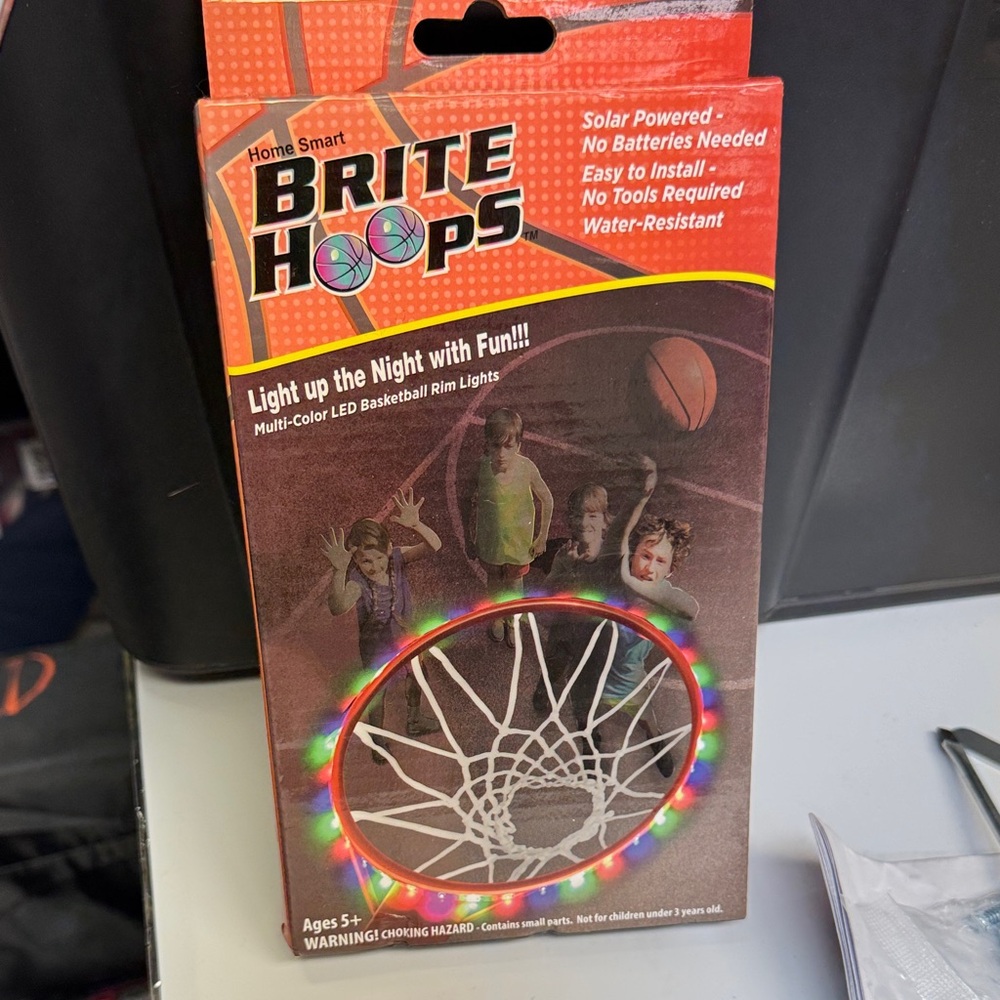 Home Smart
BRITE
HOOPS™
Solar Powered -
No Batteries Needed
Easy to Install -
No Tools Required
Water-Resistant
Light up the Night with Fun!!!
Multi-Color LED Basketball Rim Lights
Ages 5+
WARNING! CHOKING HAZARD - Contains small parts. Not for children under 3 years old.